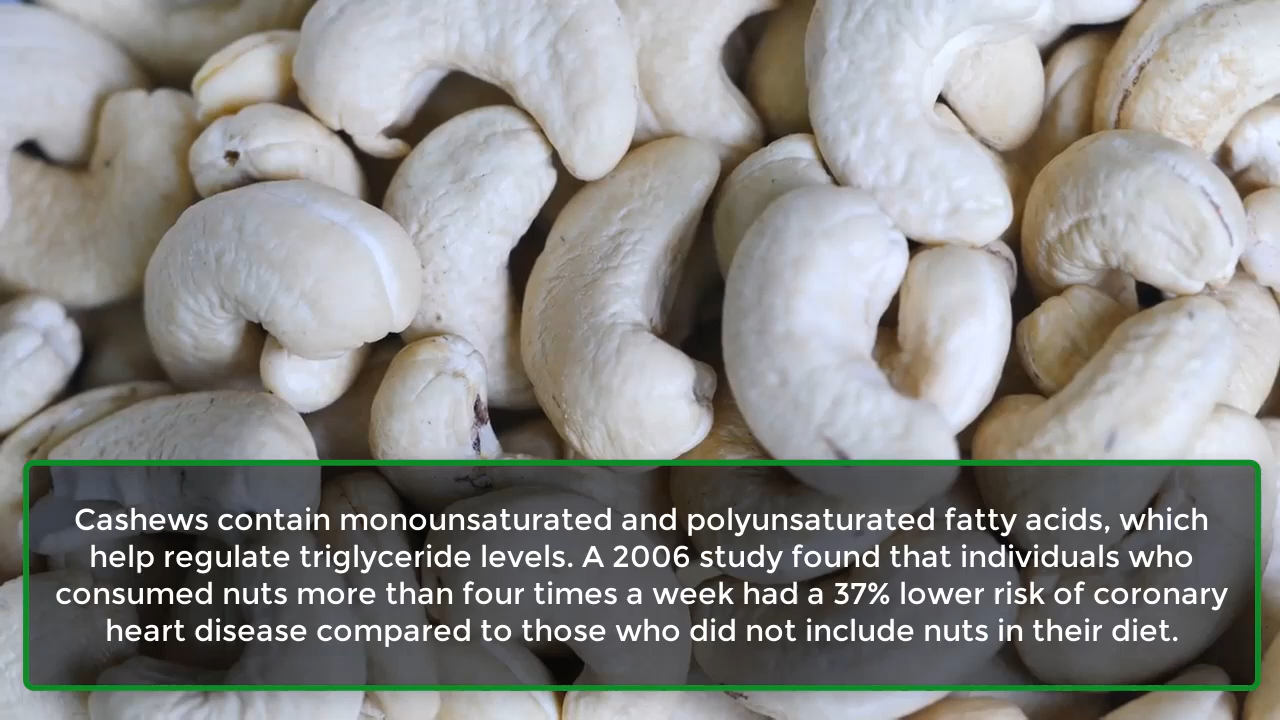 Cashews contain monounsaturated and polyunsaturated fatty acids, which
help regulate triglyceride levels. A 2006 study found that individuals who
consumed nuts more than four times a week had a 37% lower risk of coronary
heart disease compared to those who did not include nuts in their diet.